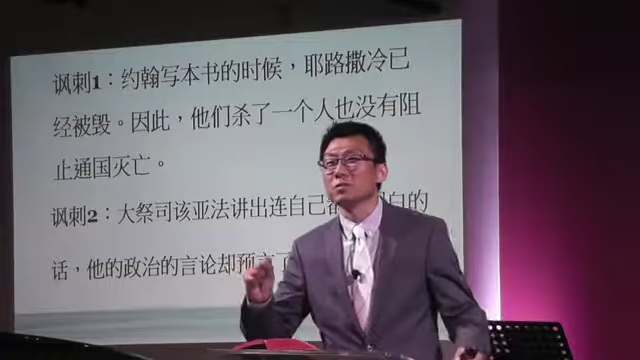 讽刺1：约翰写本书的时候，耶路撒冷已
经被毁。因此，他们杀了一个人也没有阻
止通国灭亡。
讽刺2：大祭司该亚法讲出连自己都 白的
话，他的政治的言论却预言了